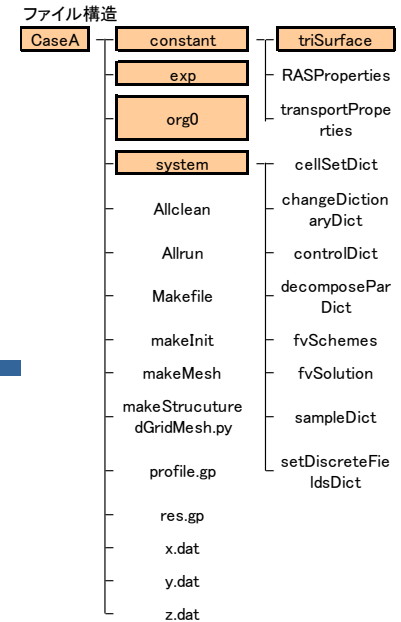 ファイル構造
CaseA
constant
triSurface
exp
RASProperties
org0
transportPrope
rties
system
cellSetDict
Allclean
changeDiction
aryDict
Allrun
controlDict
Makefile
decomposePar
Dict
makeInit
fvSchemes
makeMesh
fvSolution
makeStrucuture
dGridMesh.py
sampleDict
profile.gp
setDiscreteFie
ldsDict
res.gp
x.dat
y.dat
z.dat